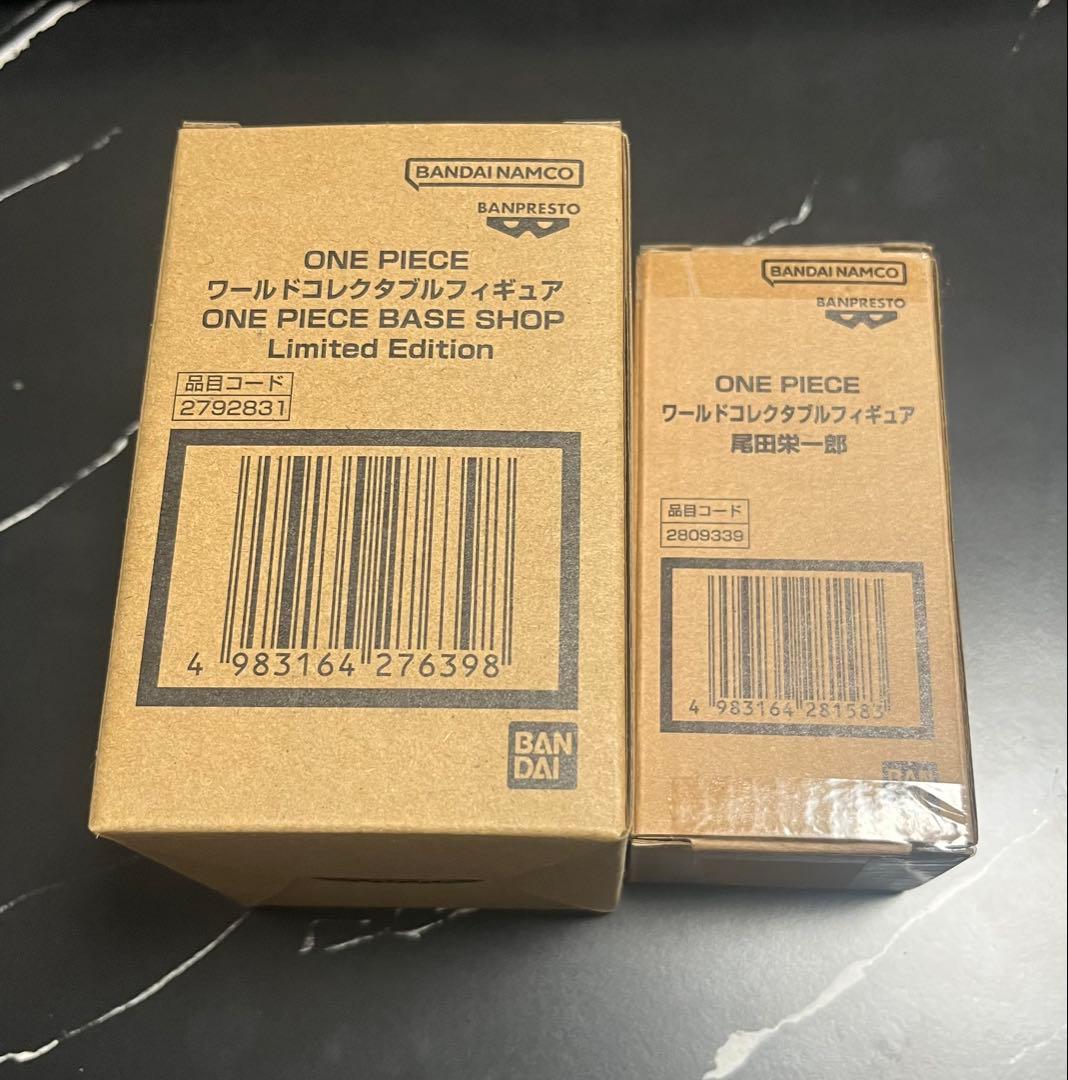 BANDAI NAMCO
BANPRESTO
ONE PIECE
ワールドコレクタブルフィギュア
ONE PIECE BASE SHOP
Limited Edition
品目コード
2792831
4 983164 276398
BAN
DAI
BANDAI NAMCO
BANPRESTO
ONE PIECE
ワールドコレクタブルフィギュア
尾田栄一郎
品目コード
2809339
4 983164 281583